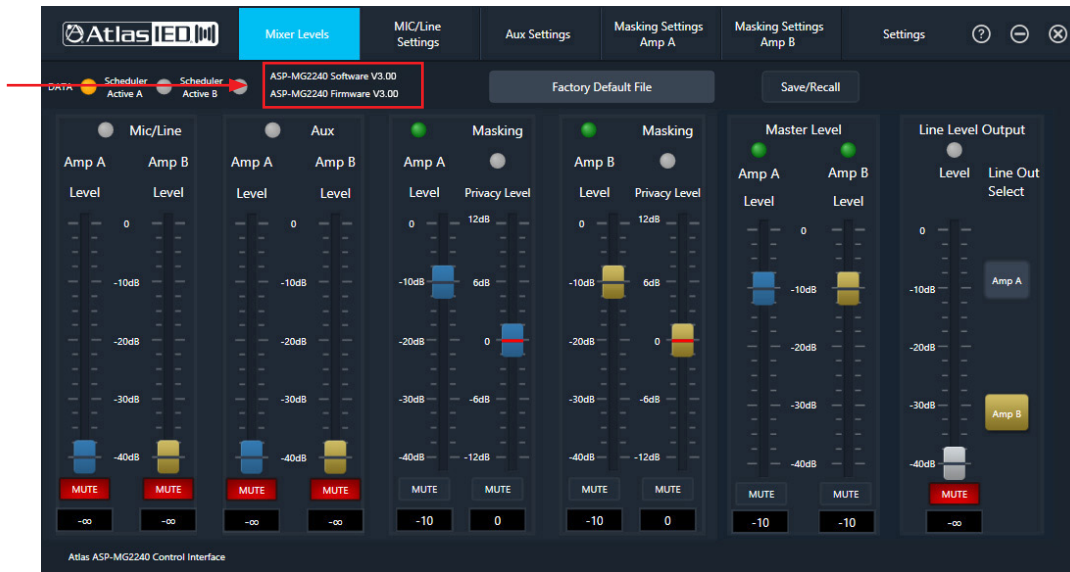 AtlasIED
Mixer Levels
MIC/Line
Settings
Aux Settings
Masking Settings
Amp A
Masking Settings
Amp B
Settings
?
DATA
Scheduler
Active A
Scheduler
Active B
ASP-MG2240 Software V3.00
ASP-MG2240 Firmware V3.00
Factory Default File
Save/Recall
Mic/Line
Amp A Amp B
Level Level
0
-10dB
-20dB
-30dB
-40dB
MUTE MUTE
-∞ -∞
Aux
Amp A Amp B
Level Level
0
-10dB
-20dB
-30dB
-40dB
MUTE MUTE
-∞ -∞
Masking
Amp A
Level Privacy Level
0 12dB
-10dB 6dB
-20dB 0
-30dB -6dB
-40dB -12dB
MUTE MUTE
-10 0
Masking
Amp B
Level Privacy Level
0 12dB
-10dB 6dB
-20dB 0
-30dB -6dB
-40dB -12dB
MUTE MUTE
-10 0
Master Level
Amp A Amp B
Level Level
0
-10dB
-20dB
-30dB
-40dB
MUTE MUTE
-10 -10
Line Level Output
Level
Line Out
Select
0
-10dB
-20dB
-30dB
-40dB
Amp A
Amp B
MUTE
-∞
Atlas ASP-MG2240 Control Interface